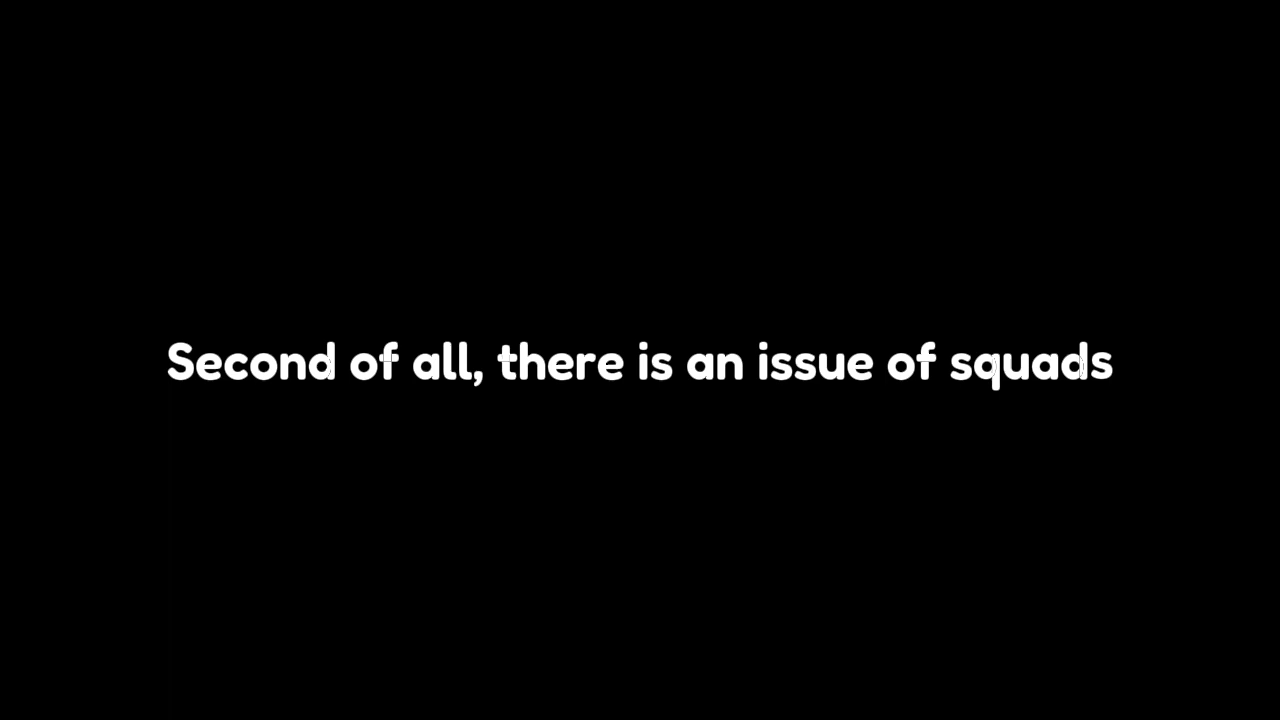 Second of all, there is an issue of squads